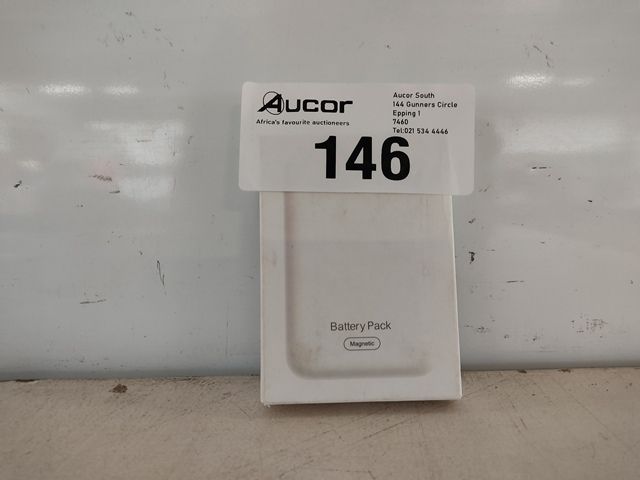 Aucor
Africa's favourite auctioneers
Aucor South
144 Gunners Circle
Epping 1
7460
Tel:021 534 4446
146
Battery Pack
Magnetic